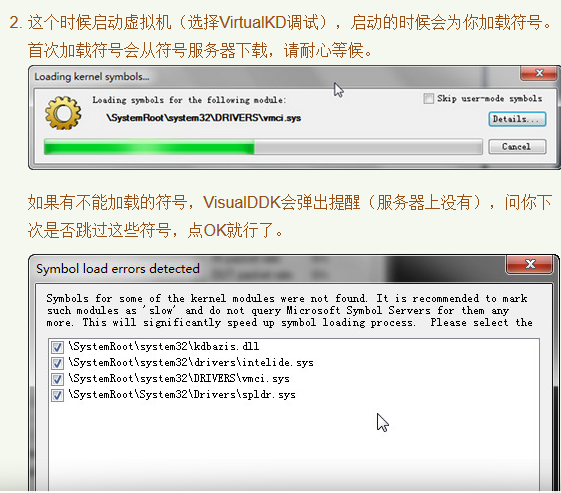 2. 这个时候启动虚拟机（选择VirtualKD调试），启动的时候会为你加载符号。
首次加载符号会从符号服务器下载，请耐心等候。
Loading kernel symbols...
Loading symbols for the following module:
Skip user-mode symbols
\SystemRoot\system32\DRIVERS\vmci.sys
Details...
Cancel
如果有不能加载的符号，VisualDDK会弹出提醒（服务器上没有），问你下
次是否跳过这些符号，点OK就行了。
Symbol load errors detected
Symbols for some of the kernel modules were not found. It is recommended to mark
such modules as 'slow' and do not query Microsoft Symbol Servers for them any
more. This will significantly speed up symbol loading process. Please select the
\SystemRoot\system32\kdbazis.dll
\SystemRoot\system32\drivers\intelide.sys
\SystemRoot\system32\DRIVERS\vmci.sys
\SystemRoot\System32\Drivers\spldr.sys